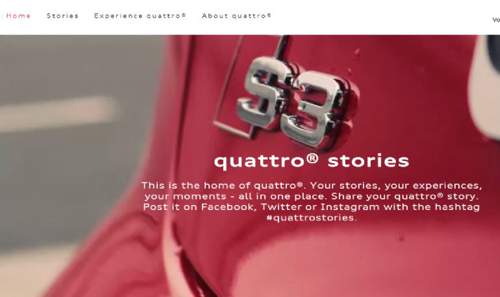 Home Stories Experience quattro® About quattro®
S3
quattro® stories
This is the home of quattro®. Your stories, your experiences,
your moments - all in one place. Share your quattro® story.
Post it on Facebook, Twitter or Instagram with the hashtag
#quattrostories.